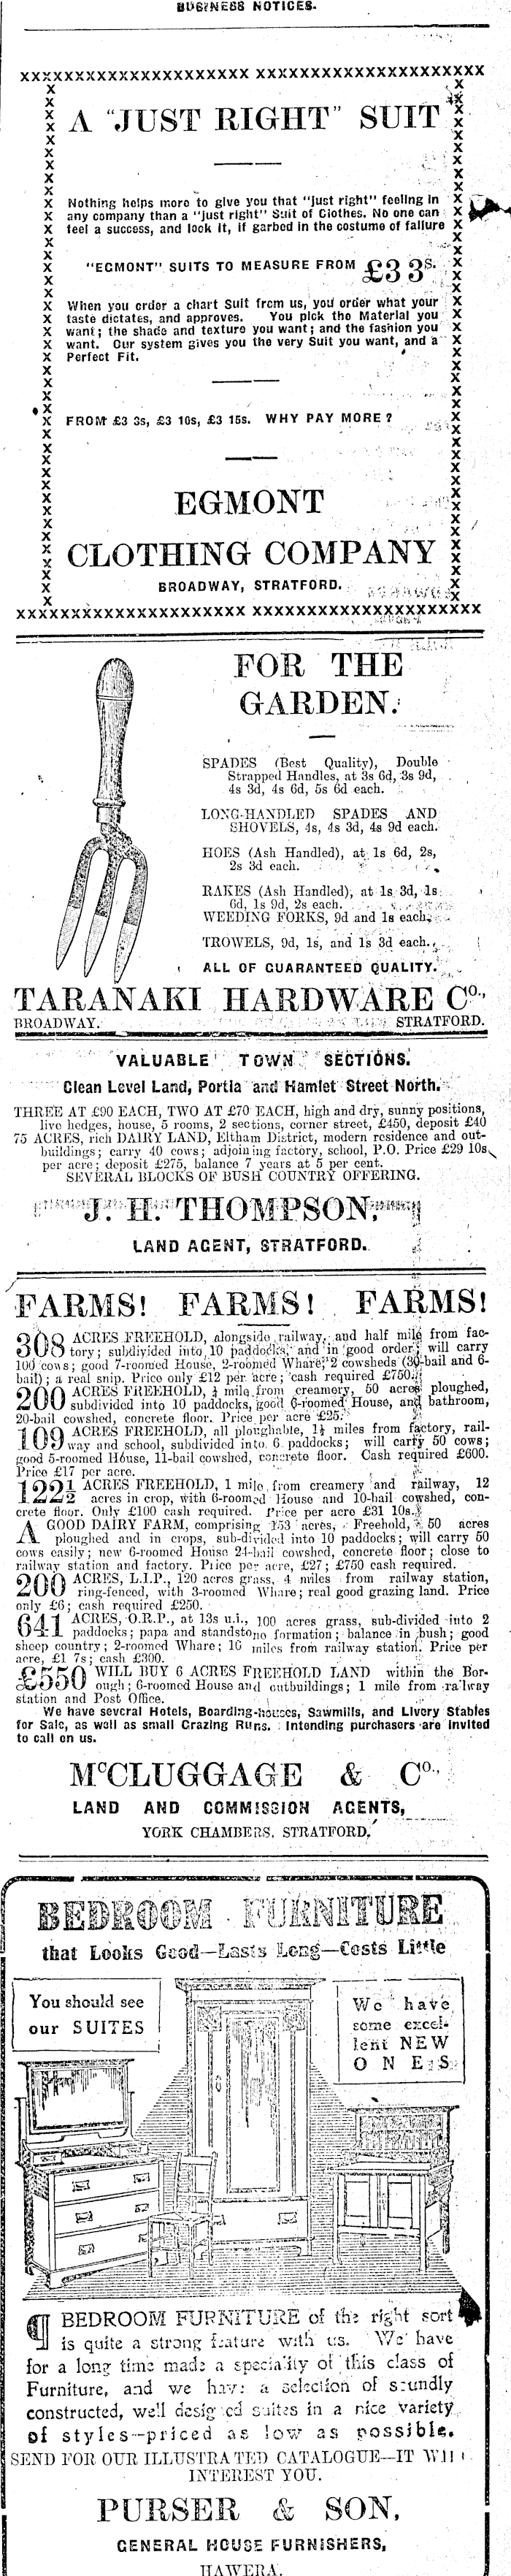 BUSINESS NOTICES.
XXXXXXXXXXXXXXXXXXXXX XXXXXXXXXXXXXXXXXXXXX
A "JUST RIGHT" SUIT
Nothing helps more to give you that "just right" feeling in
any company than a "just right" Suit of Clothes. No one can
feel a success, and look it, if garbed in the costume of failure
"EGMONT" SUITS TO MEASURE FROM £3 3s.
When you order a chart Suit from us, you order what your
taste dictates, and approves. You pick the Material you
want; the shade and texture you want; and the fashion you
want. Our system gives you the very Suit you want, and a
Perfect Fit.
FROM £3 3s, £3 10s, £3 15s. WHY PAY MORE?
EGMONT
CLOTHING COMPANY
BROADWAY, STRATFORD.
XXXXXXXXXXXXXXXXXXXXX XXXXXXXXXXXXXXXXXXXXX
FOR THE
GARDEN.
SPADES (Best Quality), Double
Strapped Handles, at 3s 6d, 3s 9d,
4s 3d, 4s 6d, 5s 6d each.
LONG-HANDLED SPADES AND
SHOVELS, 4s, 4s 3d, 4s 9d each.
HOES (Ash Handled), at 1s 6d, 2s,
2s 3d each.
RAKES (Ash Handled), at 1s 3d, 1s
6d, 1s 9d, 2s each.
WEEDING FORKS, 9d and 1s each.
TROWELS, 9d, 1s, and 1s 3d each.
ALL OF GUARANTEED QUALITY.
TARANAKI HARDWARE Co.,
BROADWAY. STRATFORD.
VALUABLE TOWN SECTIONS.
Clean Level Land, Portia and Hamlet Street North.
THREE AT £90 EACH, TWO AT £70 EACH, high and dry, sunny positions,
live hedges, house, 5 rooms, 2 sections, corner street, £450, deposit £40
75 ACRES, rich DAIRY LAND, Eltham District, modern residence and out-
buildings; carry 40 cows; adjoining factory, school, P.O. Price £29 10s
per acre; deposit £275, balance 7 years at 5 per cent.
SEVERAL BLOCKS OF BUSH COUNTRY OFFERING.
J. H. THOMPSON,
LAND AGENT, STRATFORD.
FARMS! FARMS! FARMS!
308 ACRES FREEHOLD, alongside railway, and half mile from fac-
tory; subdivided into 10 paddocks, and in good order; will carry
100 cows; good 7-roomed House, 2-roomed Whare, 2 cowsheds (30-bail and 6-
bail); a real snip. Price only £12 per acre; cash required £750.
200 ACRES FREEHOLD, ½ mile from creamery, 50 acres ploughed,
subdivided into 10 paddocks, good 6-roomed House, and bathroom,
20-bail cowshed, concrete floor. Price per acre £25.
109 ACRES FREEHOLD, all ploughable, 1½ miles from factory, rail-
way and school, subdivided into 6 paddocks; will carry 50 cows;
good 5-roomed House, 11-bail cowshed, concrete floor. Cash required £600.
Price £17 per acre.
122½ ACRES FREEHOLD, 1 mile from creamery and railway, 12
acres in crop, with 6-roomed House and 10-bail cowshed, con-
crete floor. Only £100 cash required. Price per acre £31 10s.
A GOOD DAIRY FARM, comprising 153 acres, Freehold, 50 acres
ploughed and in crops, sub-divided into 10 paddocks; will carry 50
cows easily; new 6-roomed House 24-bail cowshed, concrete floor; close to
railway station and factory. Price per acre, £27; £750 cash required.
200 ACRES, L.I.P., 120 acres grass, 4 miles from railway station,
ring-fenced, with 3-roomed Whare; real good grazing land. Price
only £6; cash required £250.
641 ACRES, O.R.P., at 13s u.i., 100 acres grass, sub-divided into 2
paddocks; papa and standstone formation; balance in bush; good
sheep country; 2-roomed Whare; 16 miles from railway station. Price per
acre, £1 7s; cash £300.
£550 WILL BUY 6 ACRES FREEHOLD LAND within the Bor-
ough; 6-roomed House and outbuildings; 1 mile from railway
station and Post Office.
We have several Hotels, Boarding-houses, Sawmills, and Livery Stables
for Sale, as well as small Grazing Runs. Intending purchasers are invited
to call on us.
McCLUGGAGE & Co.,
LAND AND COMMISSION AGENTS,
YORK CHAMBERS, STRATFORD.
BEDROOM FURNITURE
that Looks Good—Lasts Long—Costs Little
You should see
our SUITES
We have
some excel-
lent NEW
ONES
¶ BEDROOM FURNITURE of the right sort
is quite a strong feature with us. We have
for a long time made a speciality of this class of
Furniture, and we have a selection of soundly
constructed, well designed suites in a nice variety
of styles—priced as low as possible.
SEND FOR OUR ILLUSTRATED CATALOGUE—IT WILL
INTEREST YOU.
PURSER & SON,
GENERAL HOUSE FURNISHERS,
HAWERA.